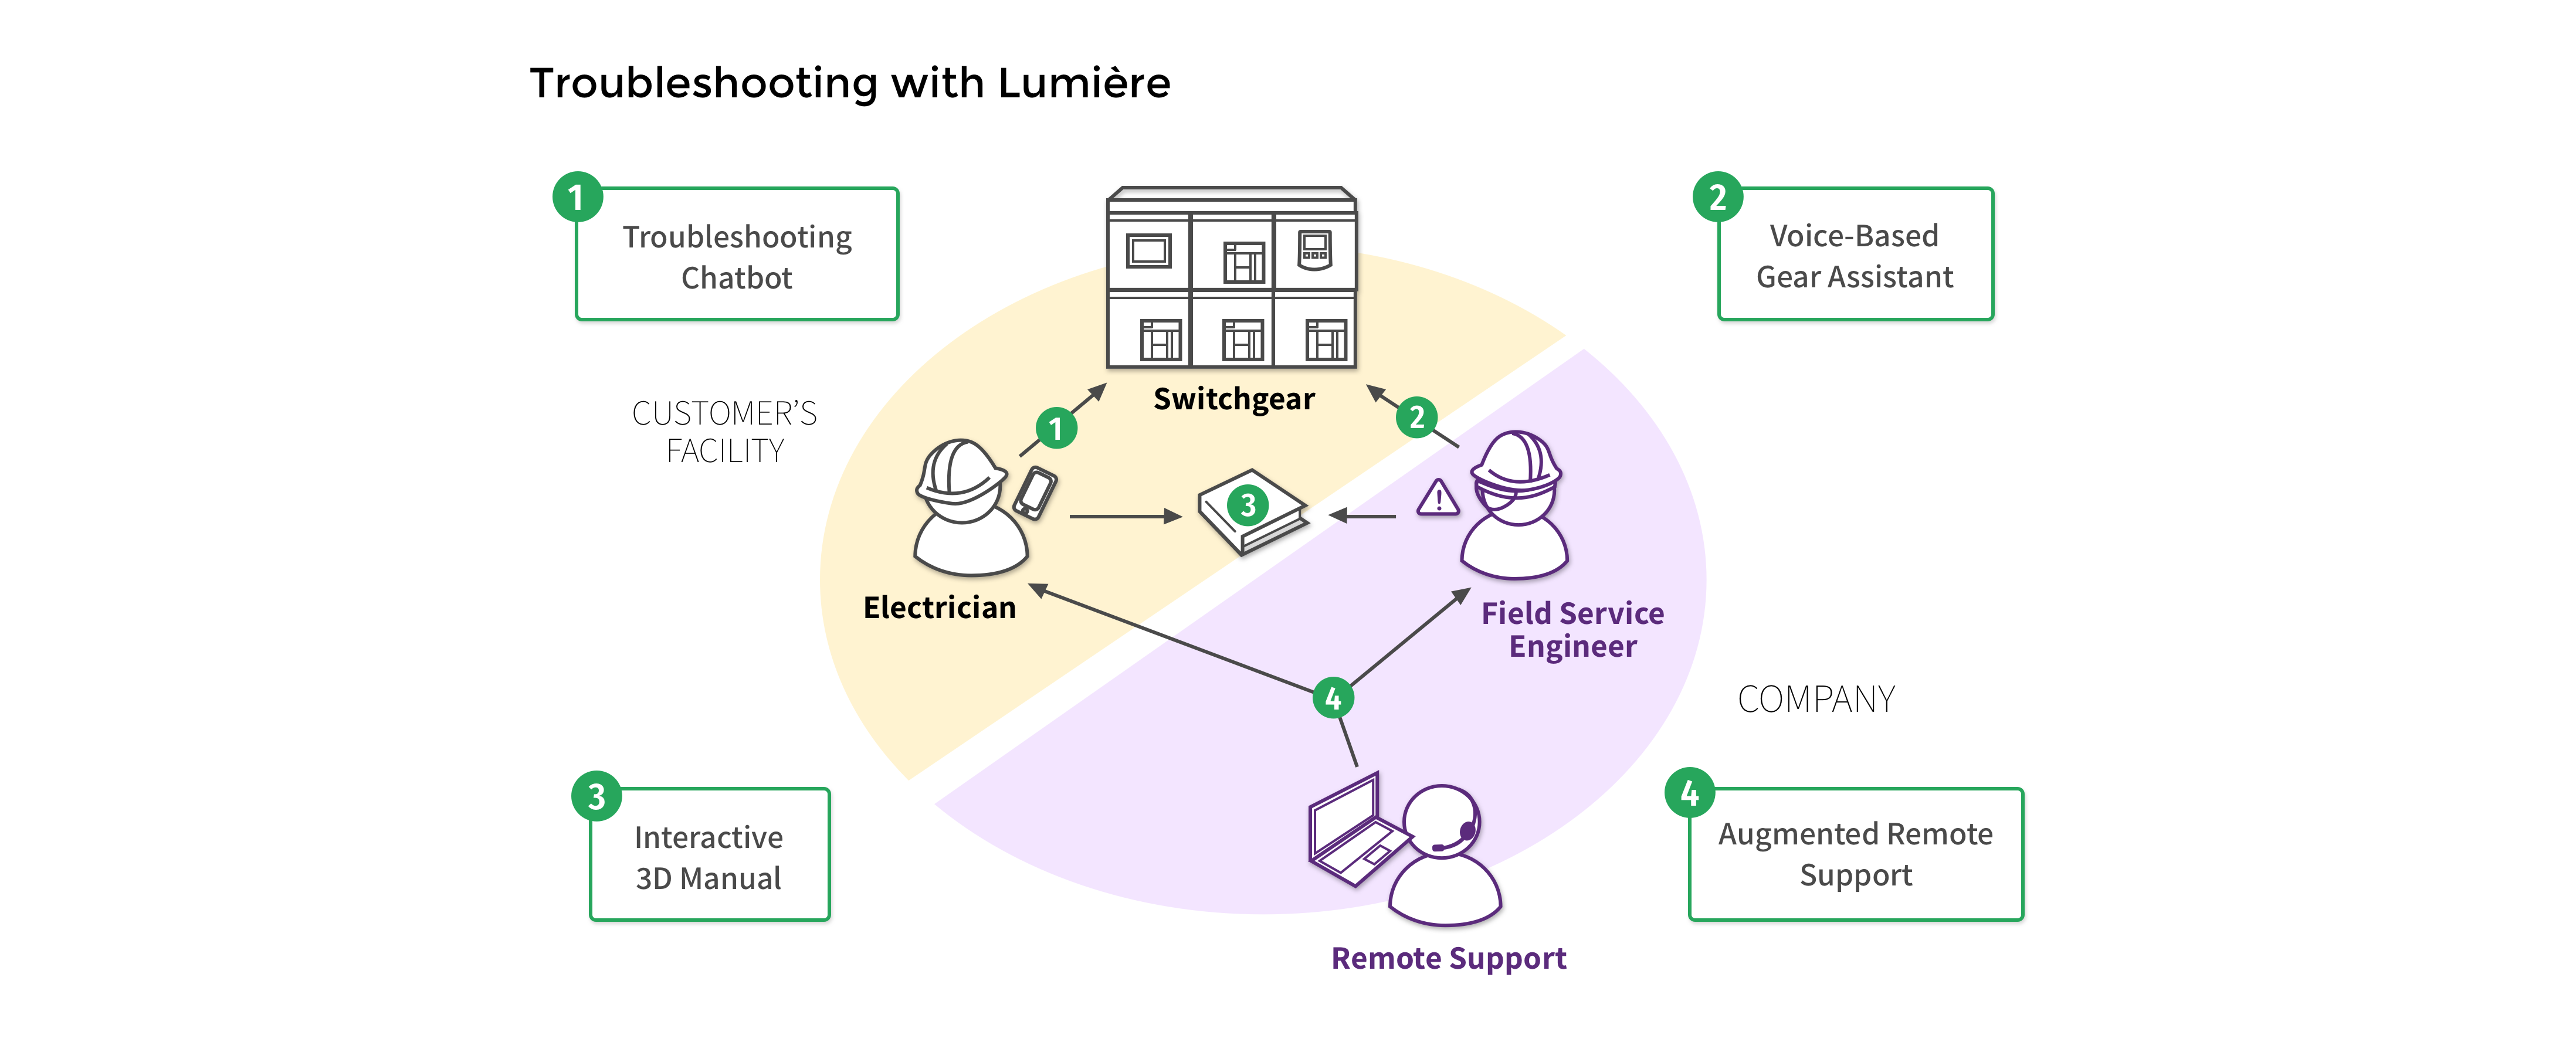 Troubleshooting with Lumière
1
Troubleshooting
Chatbot
2
Voice-Based
Gear Assistant
CUSTOMER’S
FACILITY
Switchgear
1
2
3
Electrician
Field Service
Engineer
4
COMPANY
3
Interactive
3D Manual
4
Augmented Remote
Support
Remote Support